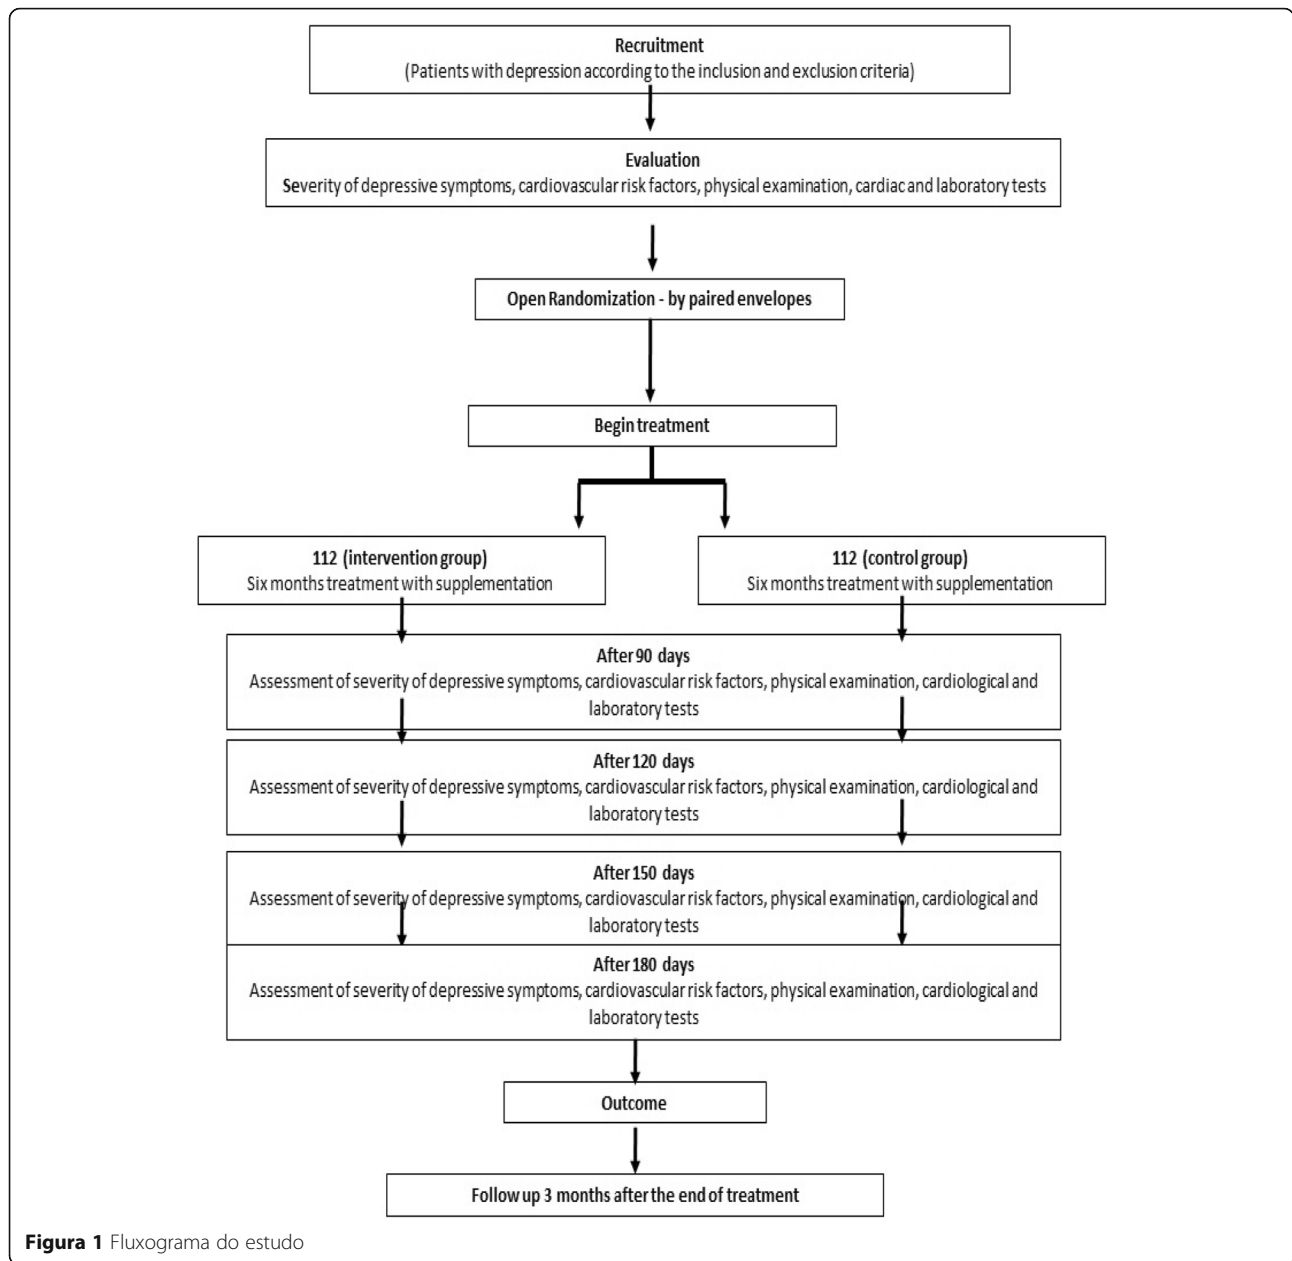 Recruitment
(Patients with depression according to the inclusion and exclusion criteria)
Evaluation
Severity of depressive symptoms, cardiovascular risk factors, physical examination, cardiac and laboratory tests
Open Randomization - by paired envelopes
Begin treatment
112 (intervention group)
Six months treatment with supplementation
112 (control group)
Six months treatment with supplementation
After 90 days
Assessment of severity of depressive symptoms, cardiovascular risk factors, physical examination, cardiological and
laboratory tests
After 120 days
Assessment of severity of depressive symptoms, cardiovascular risk factors, physical examination, cardiological and
laboratory tests
After 150 days
Assessment of severity of depressive symptoms, cardiovascular risk factors, physical examination, cardiological and
laboratory tests
After 180 days
Assessment of severity of depressive symptoms, cardiovascular risk factors, physical examination, cardiological and
laboratory tests
Outcome
Follow up 3 months after the end of treatment
Figura 1 Fluxograma do estudo